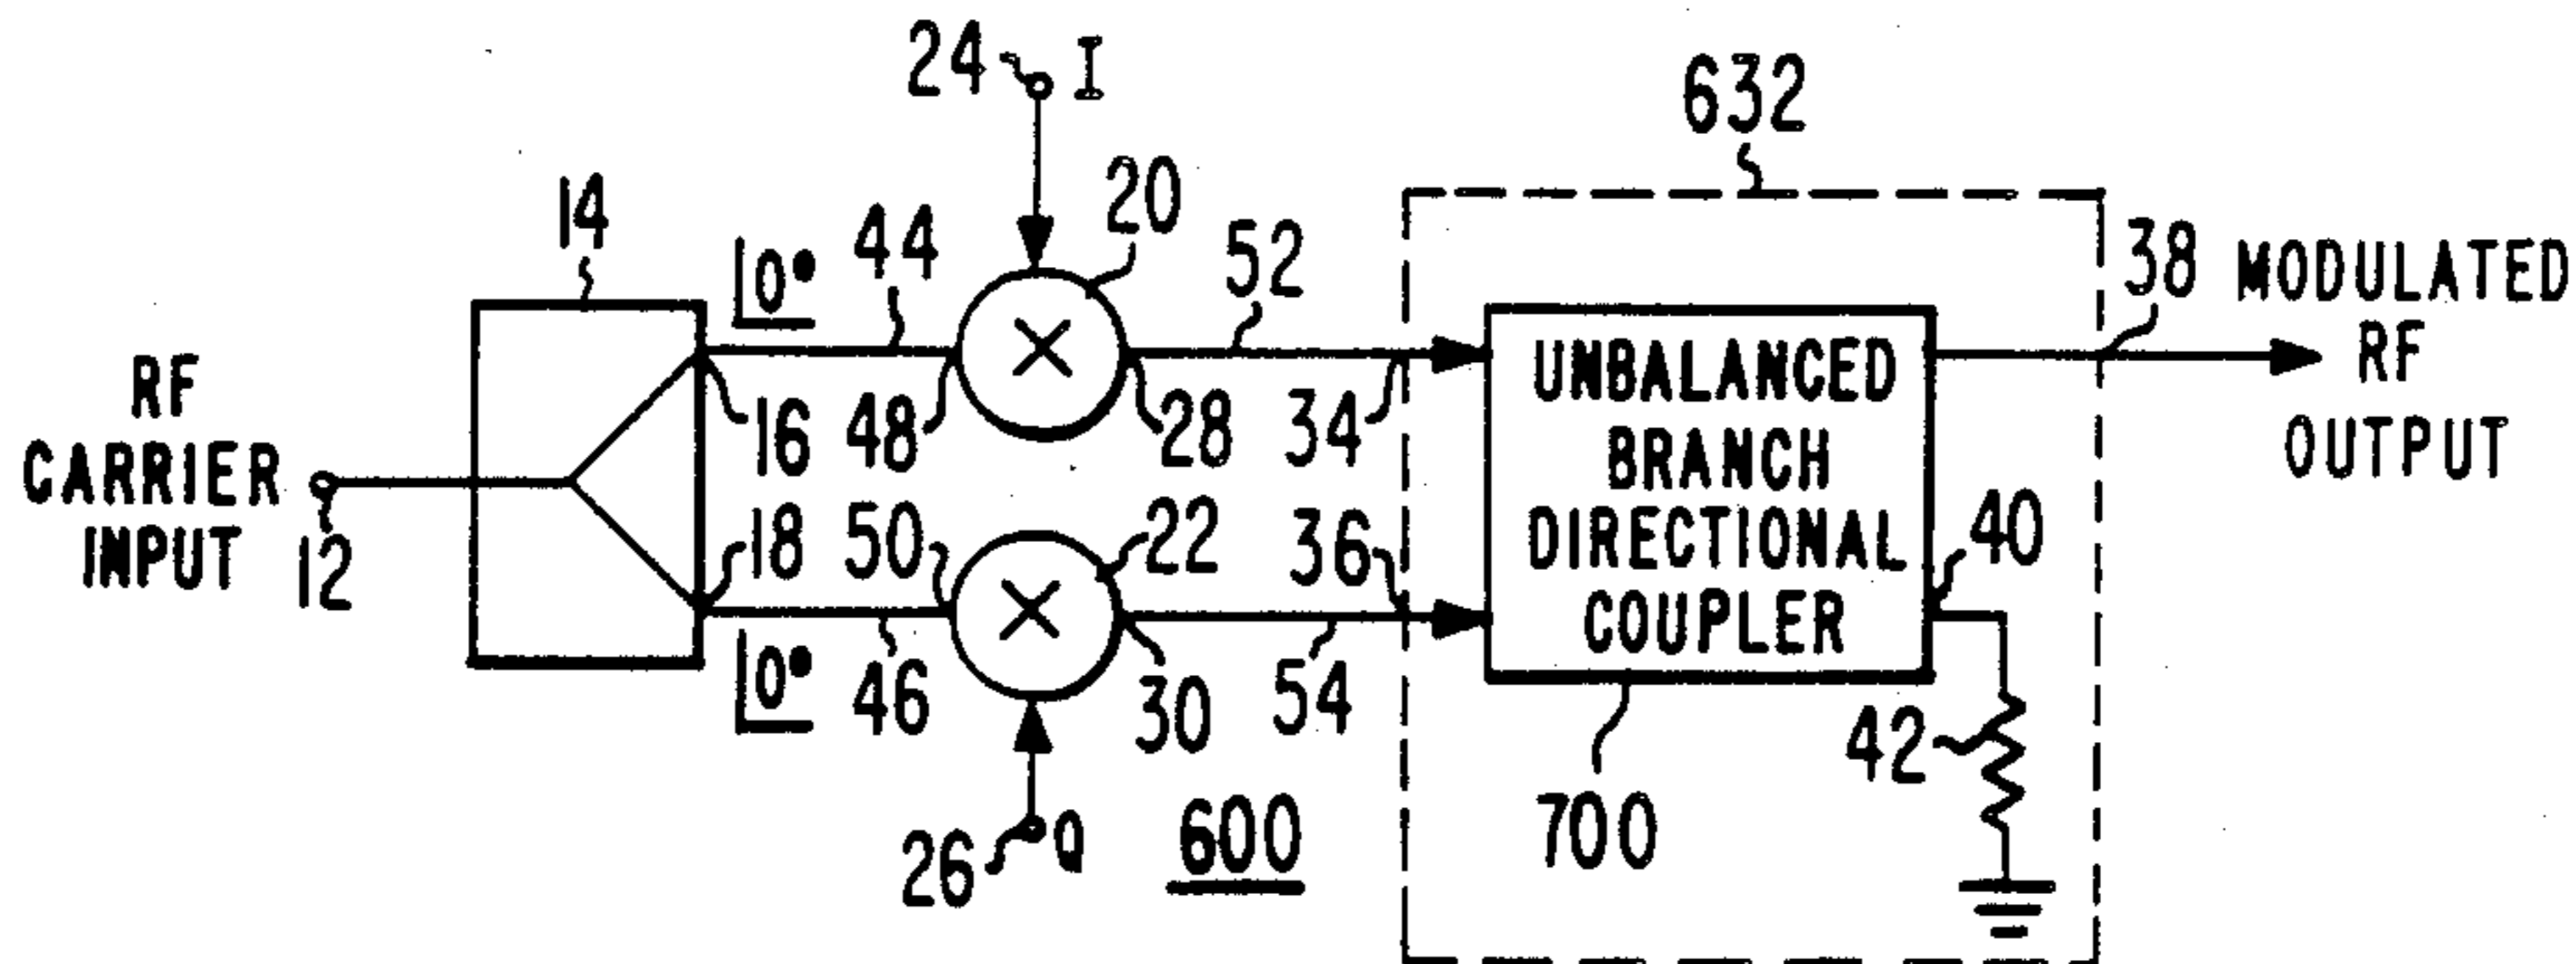 24
I
632
14
|0°
44
20
52
38
MODULATED
RF
OUTPUT
RF
CARRIER
INPUT
12
16
48
28
34
UNBALANCED
BRANCH
DIRECTIONAL
COUPLER
18
50
22
36
40
|0°
46
30
54
42
26
Q
600
700